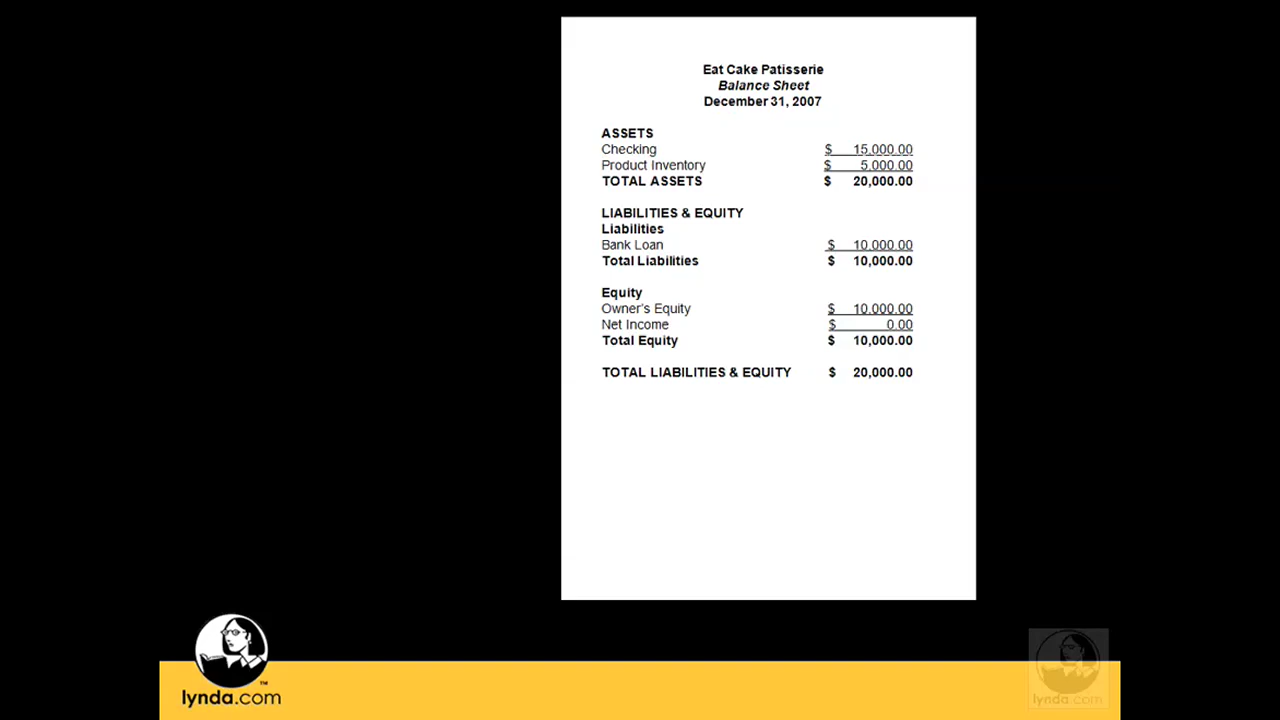 Eat Cake Patisserie
Balance Sheet
December 31, 2007
ASSETS
Checking $ 15,000.00
Product Inventory $ 5,000.00
TOTAL ASSETS $ 20,000.00
LIABILITIES & EQUITY
Liabilities
Bank Loan $ 10,000.00
Total Liabilities $ 10,000.00
Equity
Owner's Equity $ 10,000.00
Net Income $ 0.00
Total Equity $ 10,000.00
TOTAL LIABILITIES & EQUITY $ 20,000.00
lynda.com™
lynda.com